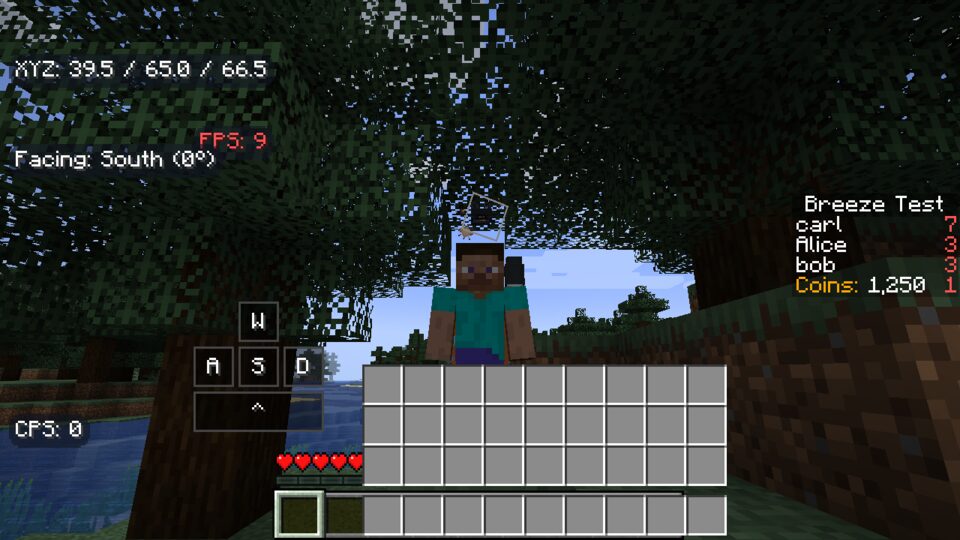 XYZ: 39.5 / 65.0 / 66.5
FPS: 9
Facing: South (0°)
Breeze Test
carl 7
Alice 3
bob 3
Coins: 1,250 1
W
A S D
^
CPS: 0